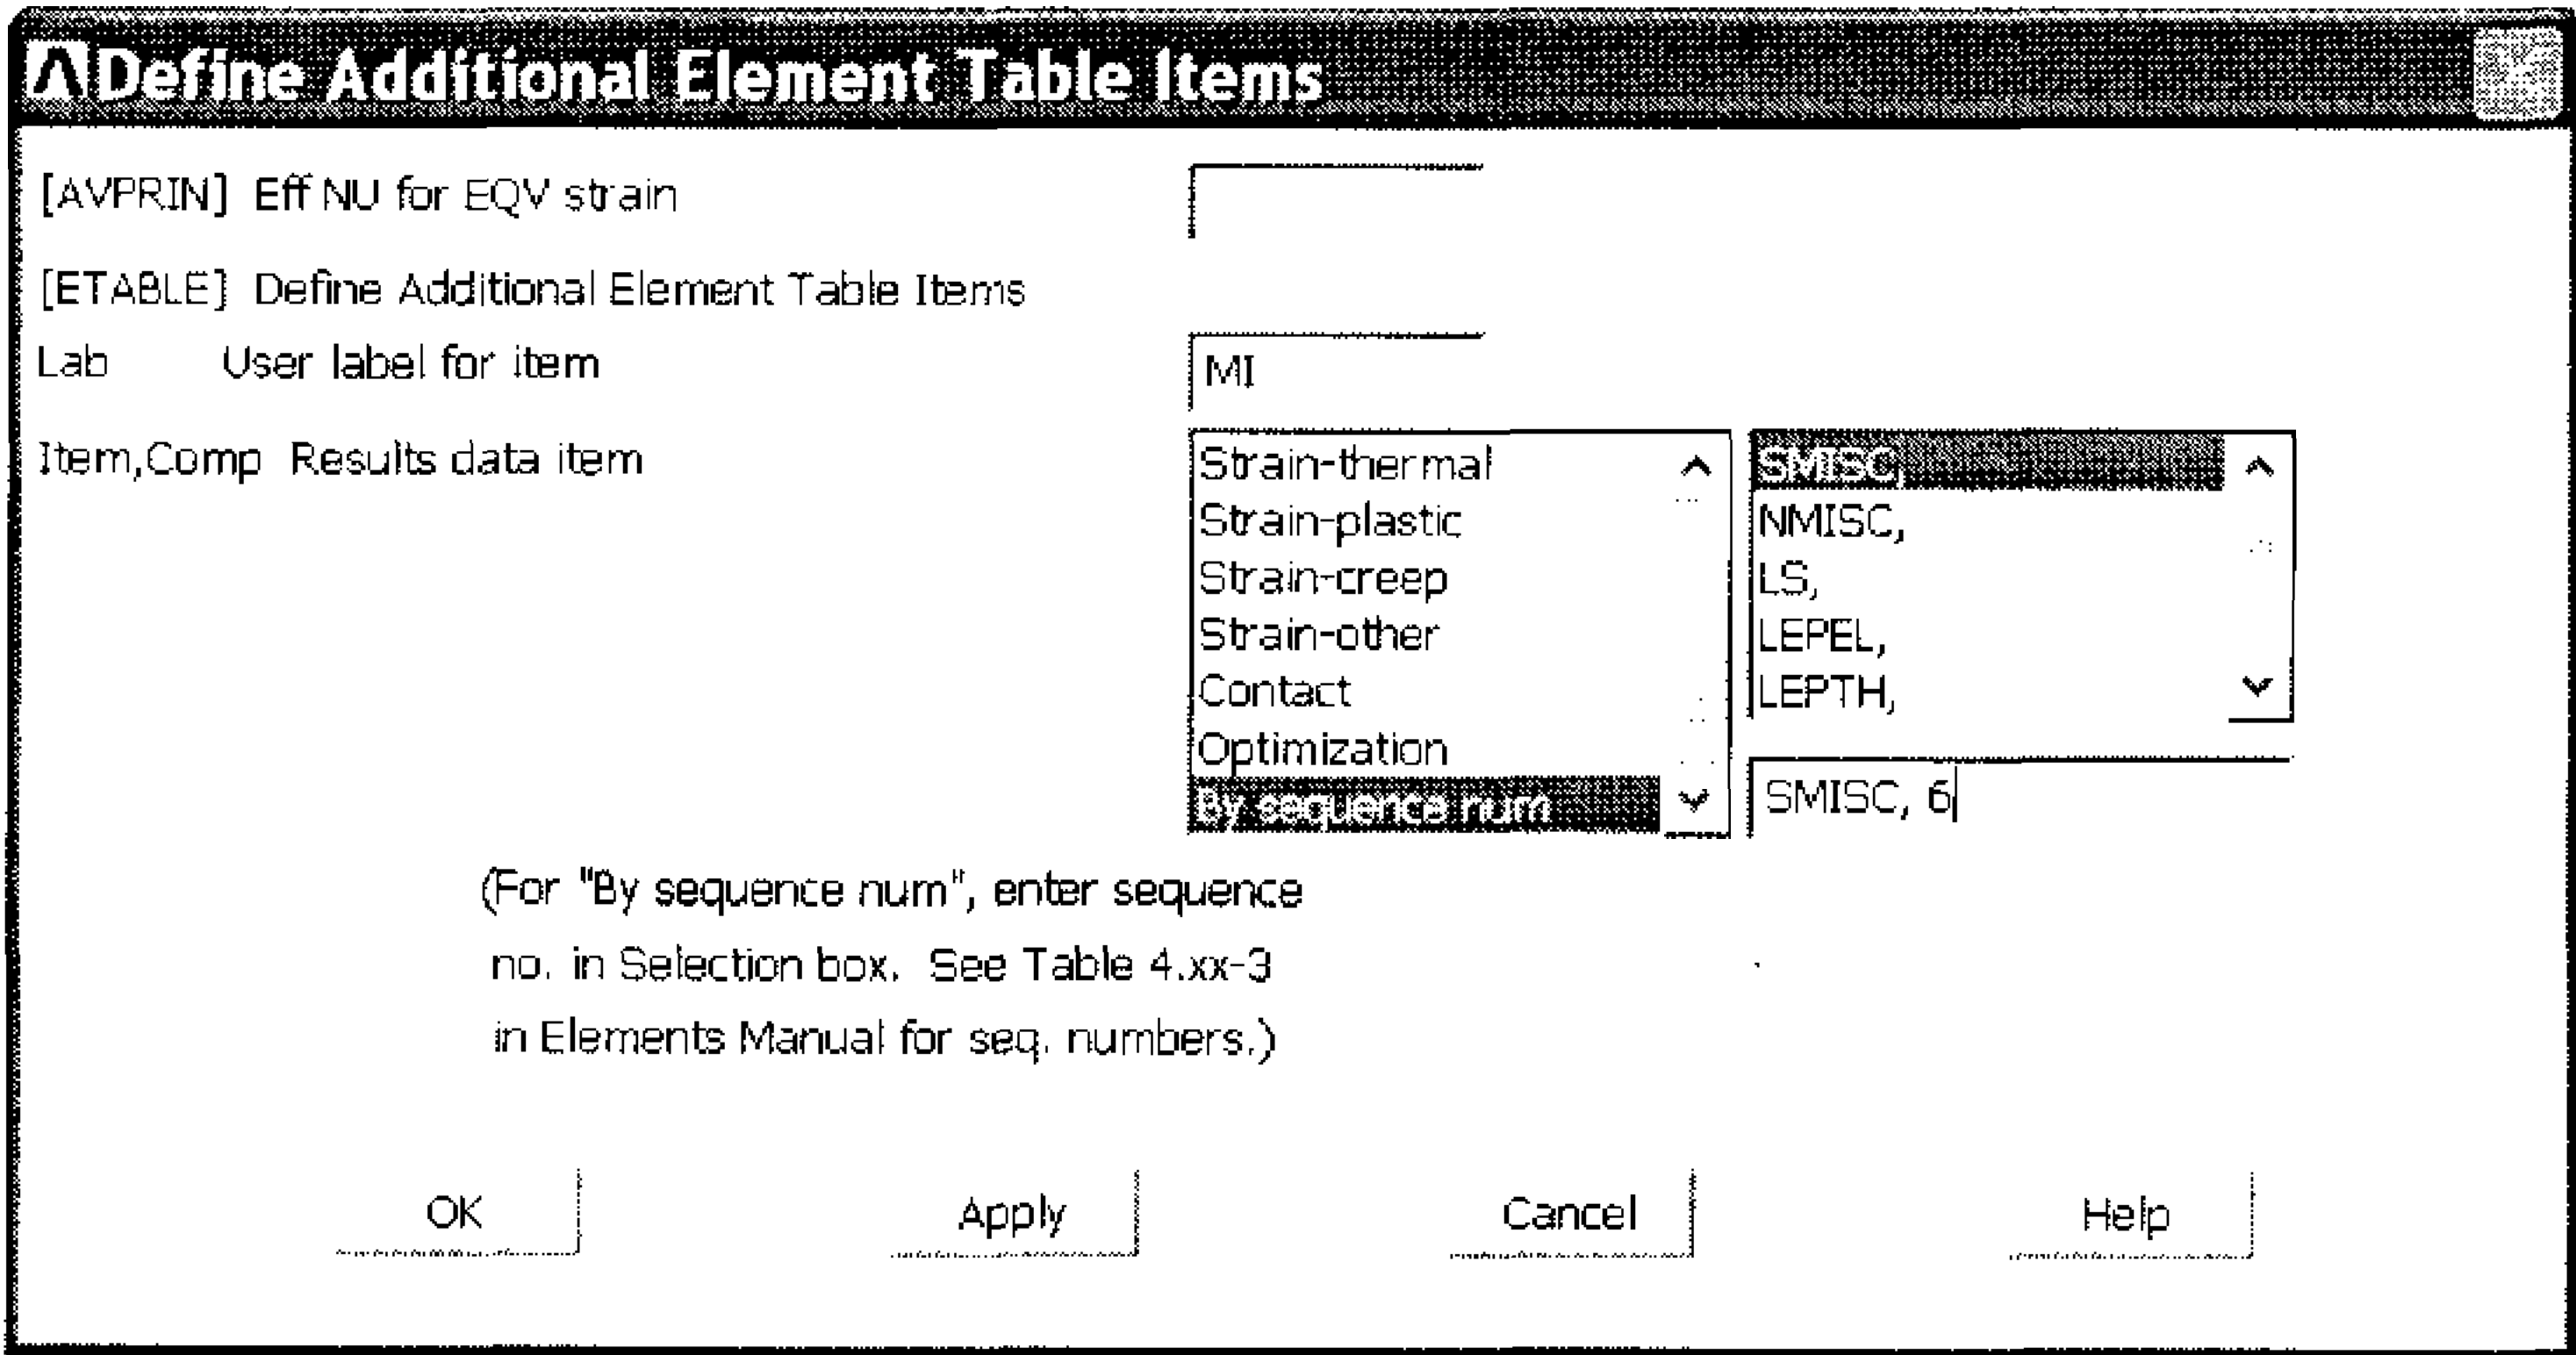 Define Additional Element Table Items
[AVPRIN] Eff NU for EQV strain
[ETABLE] Define Additional Element Table Items
Lab User label for item
MI
Item,Comp Results data item
Strain-thermal
Strain-plastic
Strain-creep
Strain-other
Contact
Optimization
By sequence num
SMISC,
NMISC,
LS,
LEPEL,
LEPTH,
SMISC, 6
(For "By sequence num", enter sequence
no. in Selection box. See Table 4.xx-3
in Elements Manual for seq. numbers.)
OK
Apply
Cancel
Help